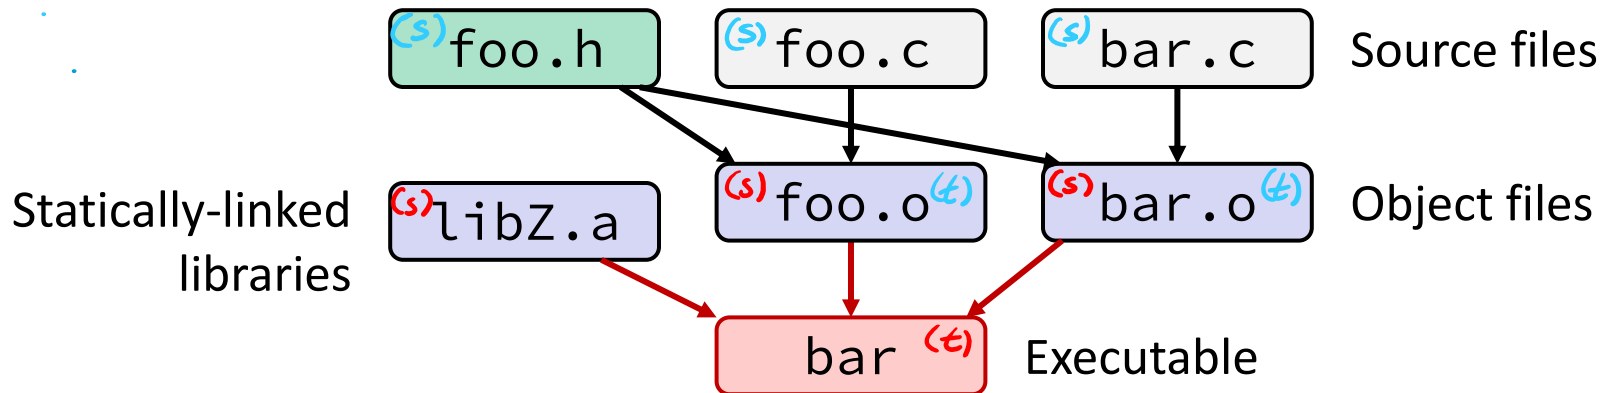 (s) foo.h (s) foo.c (s) bar.c Source files
Statically-linked libraries
(s) libZ.a (s) foo.o (t) (s) bar.o (t) Object files
bar (t) Executable